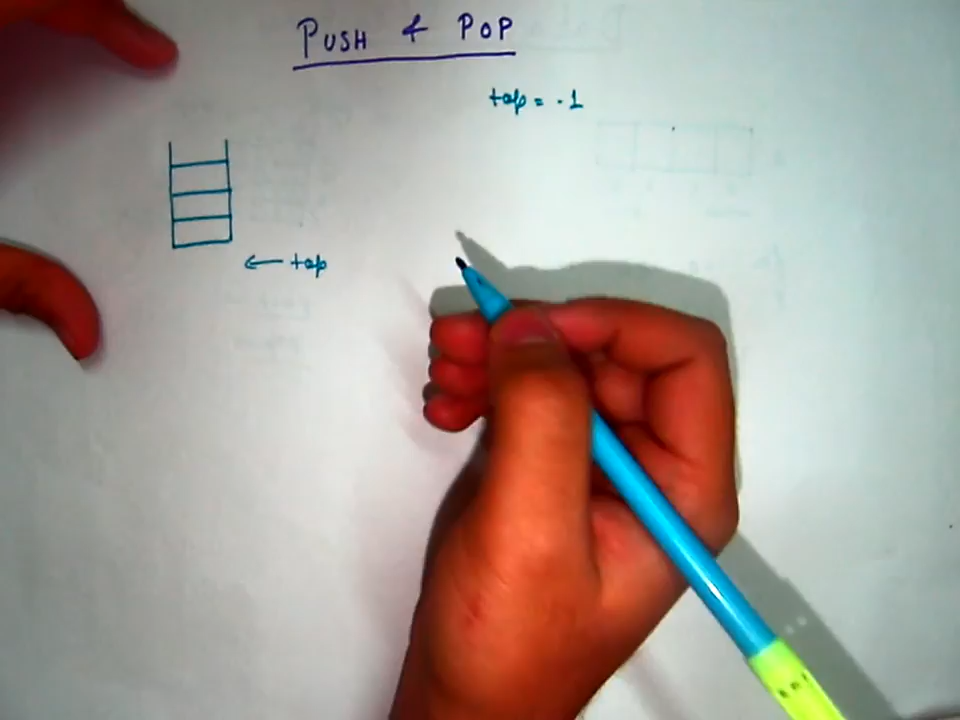 PUSH & POP
top = -1
← top